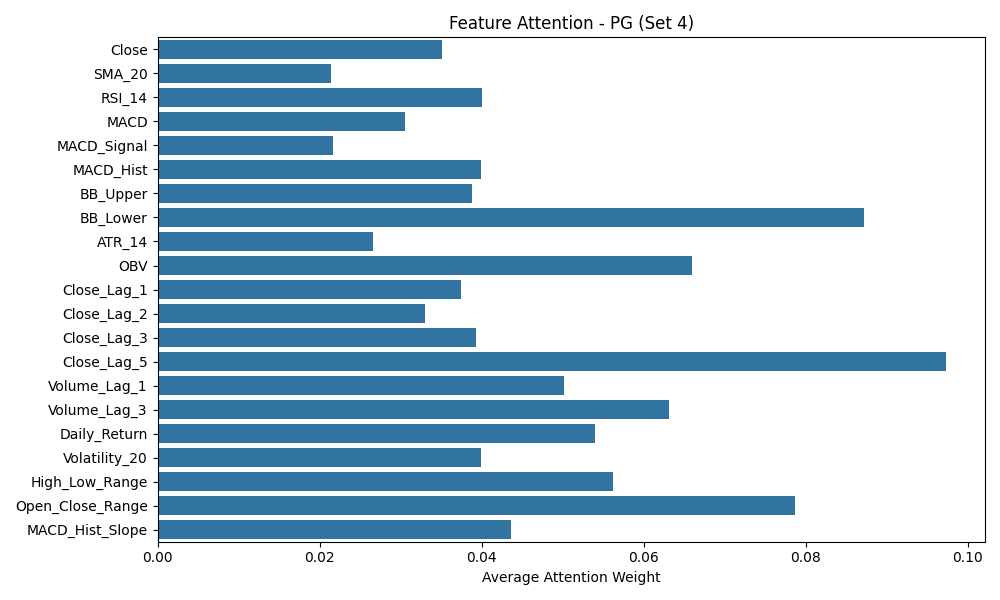 Feature Attention - PG (Set 4)
Close
SMA_20
RSI_14
MACD
MACD_Signal
MACD_Hist
BB_Upper
BB_Lower
ATR_14
OBV
Close_Lag_1
Close_Lag_2
Close_Lag_3
Close_Lag_5
Volume_Lag_1
Volume_Lag_3
Daily_Return
Volatility_20
High_Low_Range
Open_Close_Range
MACD_Hist_Slope
0.00 0.02 0.04 0.06 0.08 0.10
Average Attention Weight